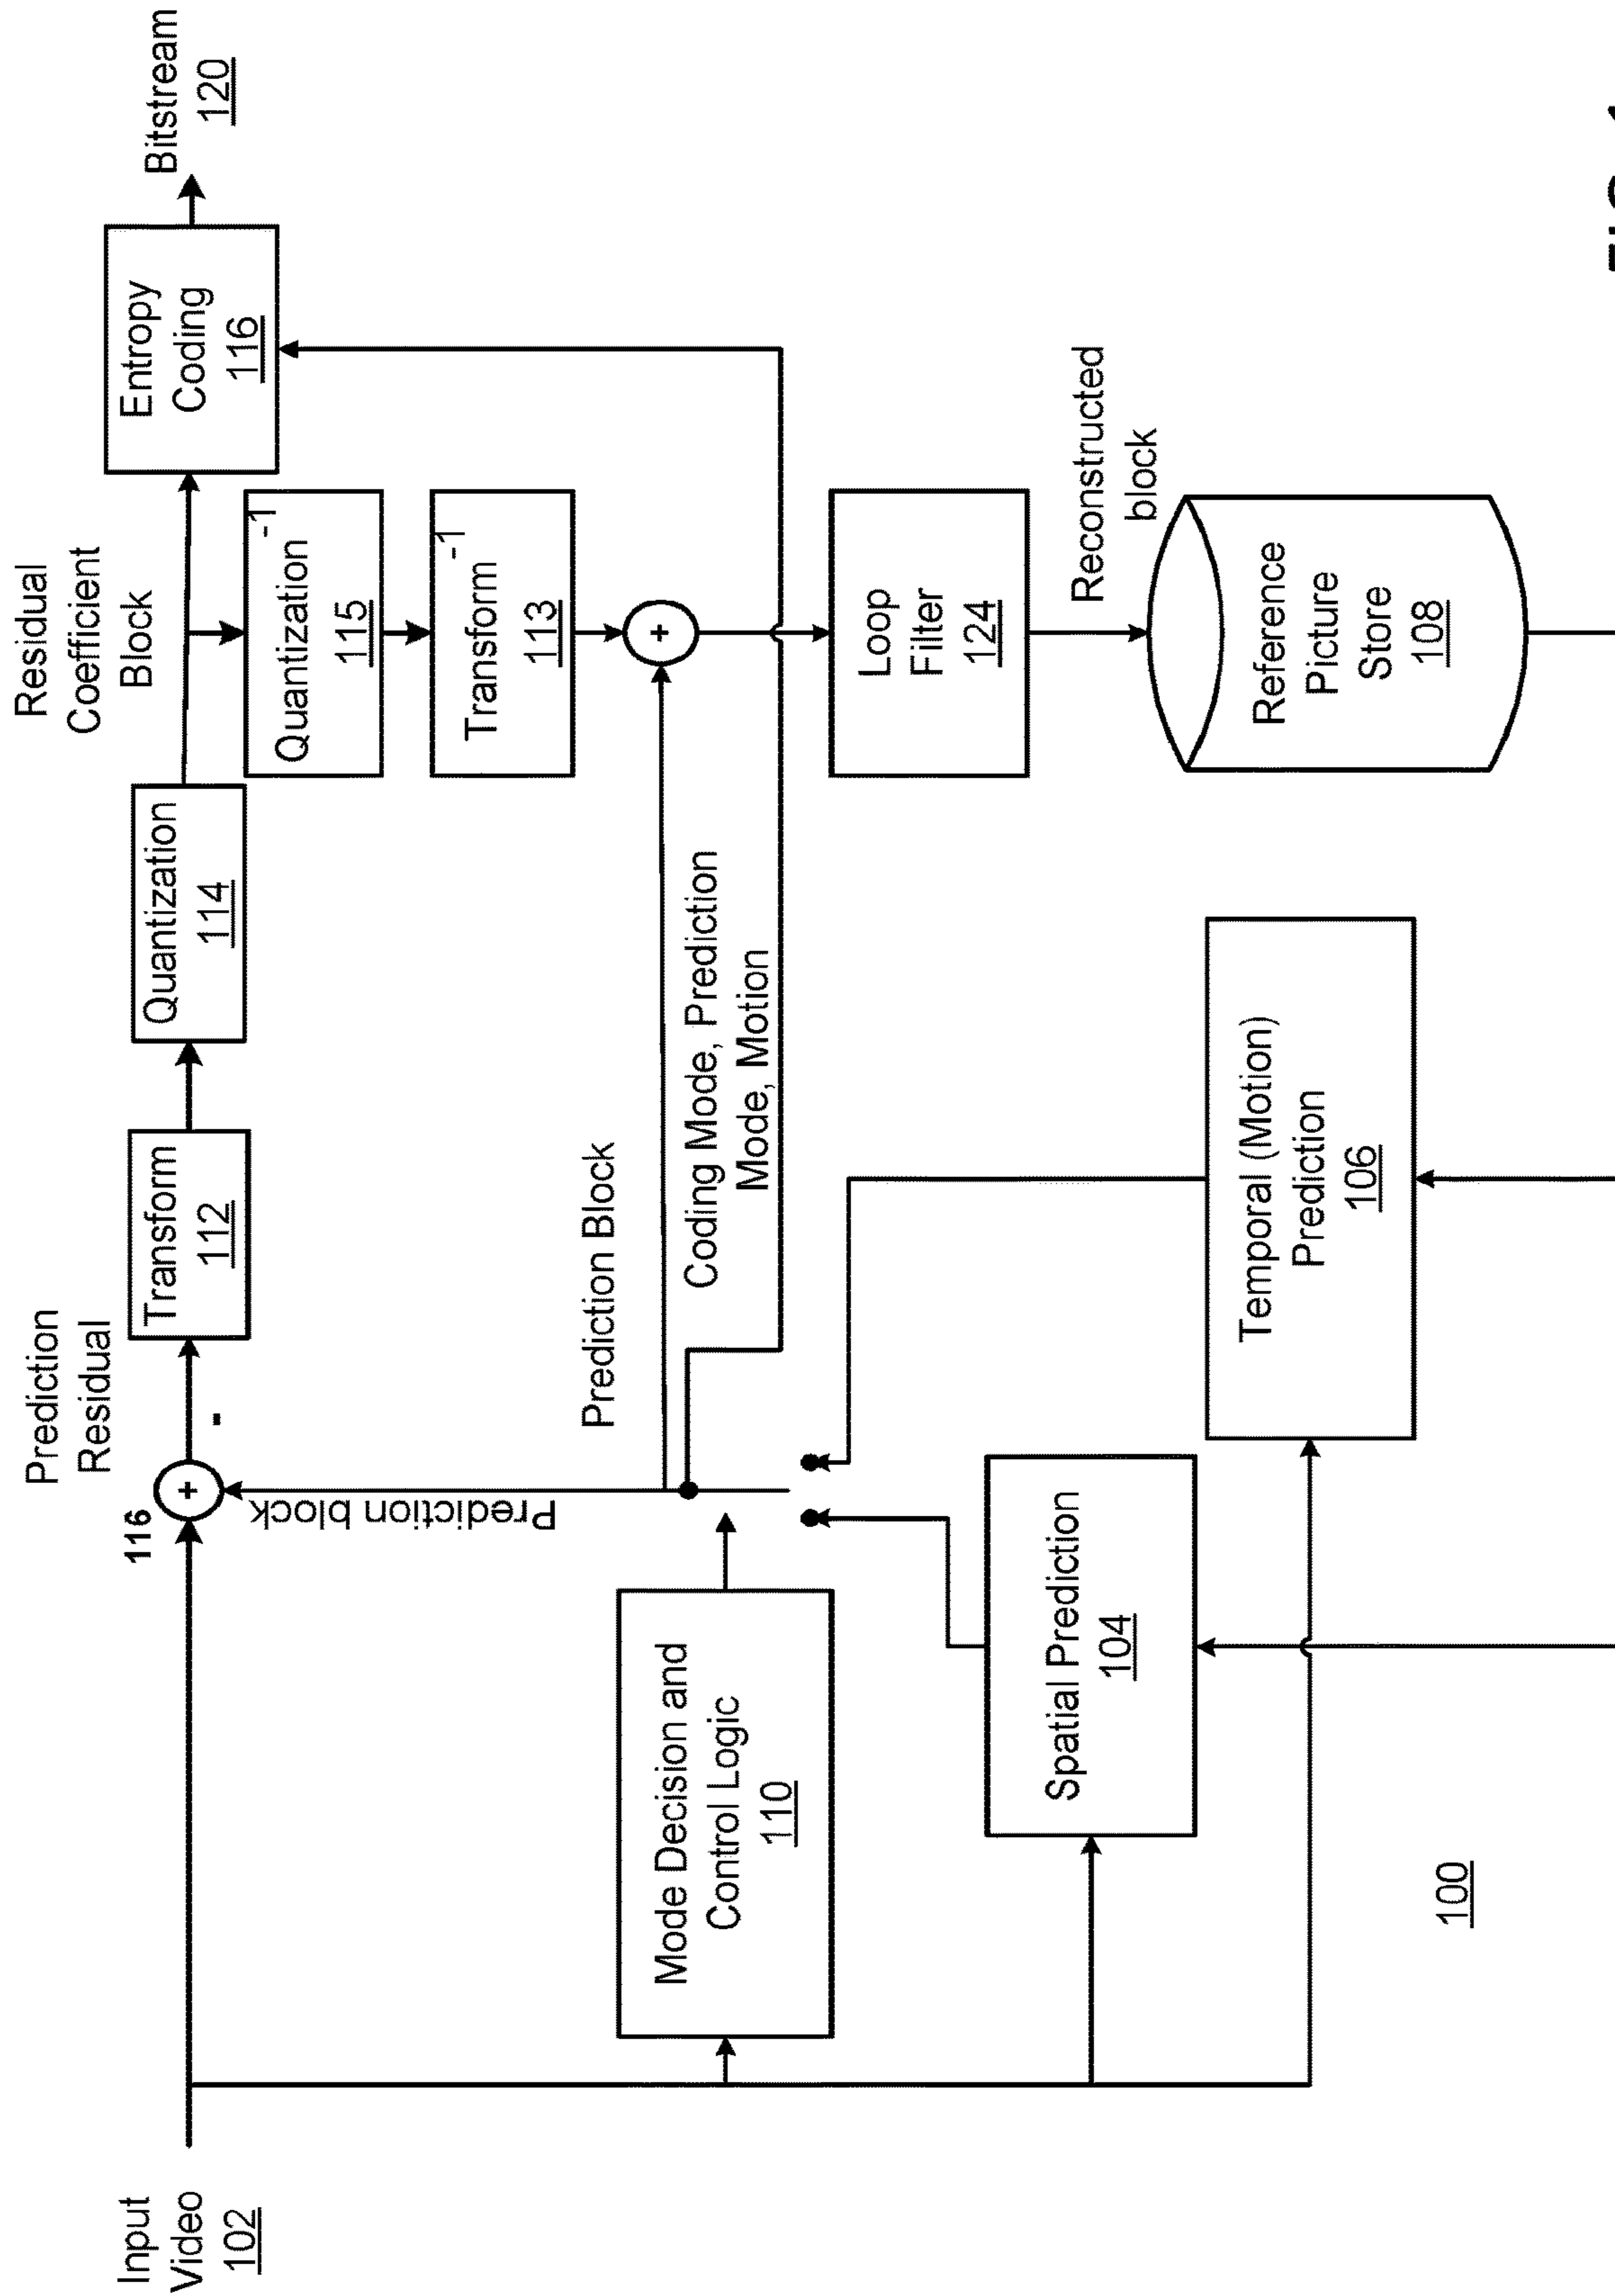 Input
Video
102
116
Prediction
Residual
-
+
Transform
112
Quantization
114
Residual
Coefficient
Block
Entropy
Coding
116
Bitstream
120
Quantization
-1
115
Transform
-1
113
+
Prediction block
Prediction Block
Coding Mode, Prediction
Mode, Motion
Mode Decision and
Control Logic
110
Spatial Prediction
104
Temporal (Motion)
Prediction
106
Loop
Filter
124
Reconstructed
block
Reference
Picture
Store
108
100